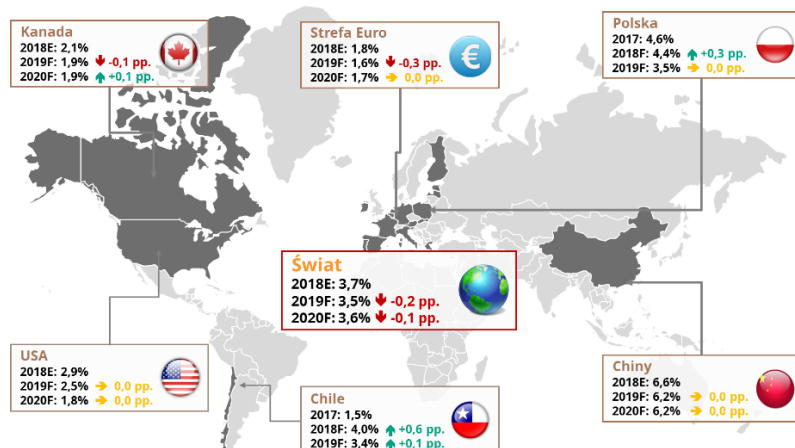 Kanada
2018E: 2,1%
2019F: 1,9% -0,1 pp.
2020F: 1,9% +0,1 pp.
Strefa Euro
2018E: 1,8%
2019F: 1,6% -0,3 pp.
2020F: 1,7% 0,0 pp.
€
Polska
2017: 4,6%
2018F: 4,4% +0,3 pp.
2019F: 3,5% 0,0 pp.
Świat
2018E: 3,7%
2019F: 3,5% -0,2 pp.
2020F: 3,6% -0,1 pp.
USA
2018E: 2,9%
2019F: 2,5% 0,0 pp.
2020F: 1,8% 0,0 pp.
Chile
2017: 1,5%
2018F: 4,0% +0,6 pp.
2019F: 3,4% +0,1 pp.
Chiny
2018E: 6,6%
2019F: 6,2% 0,0 pp.
2020F: 6,2% 0,0 pp.